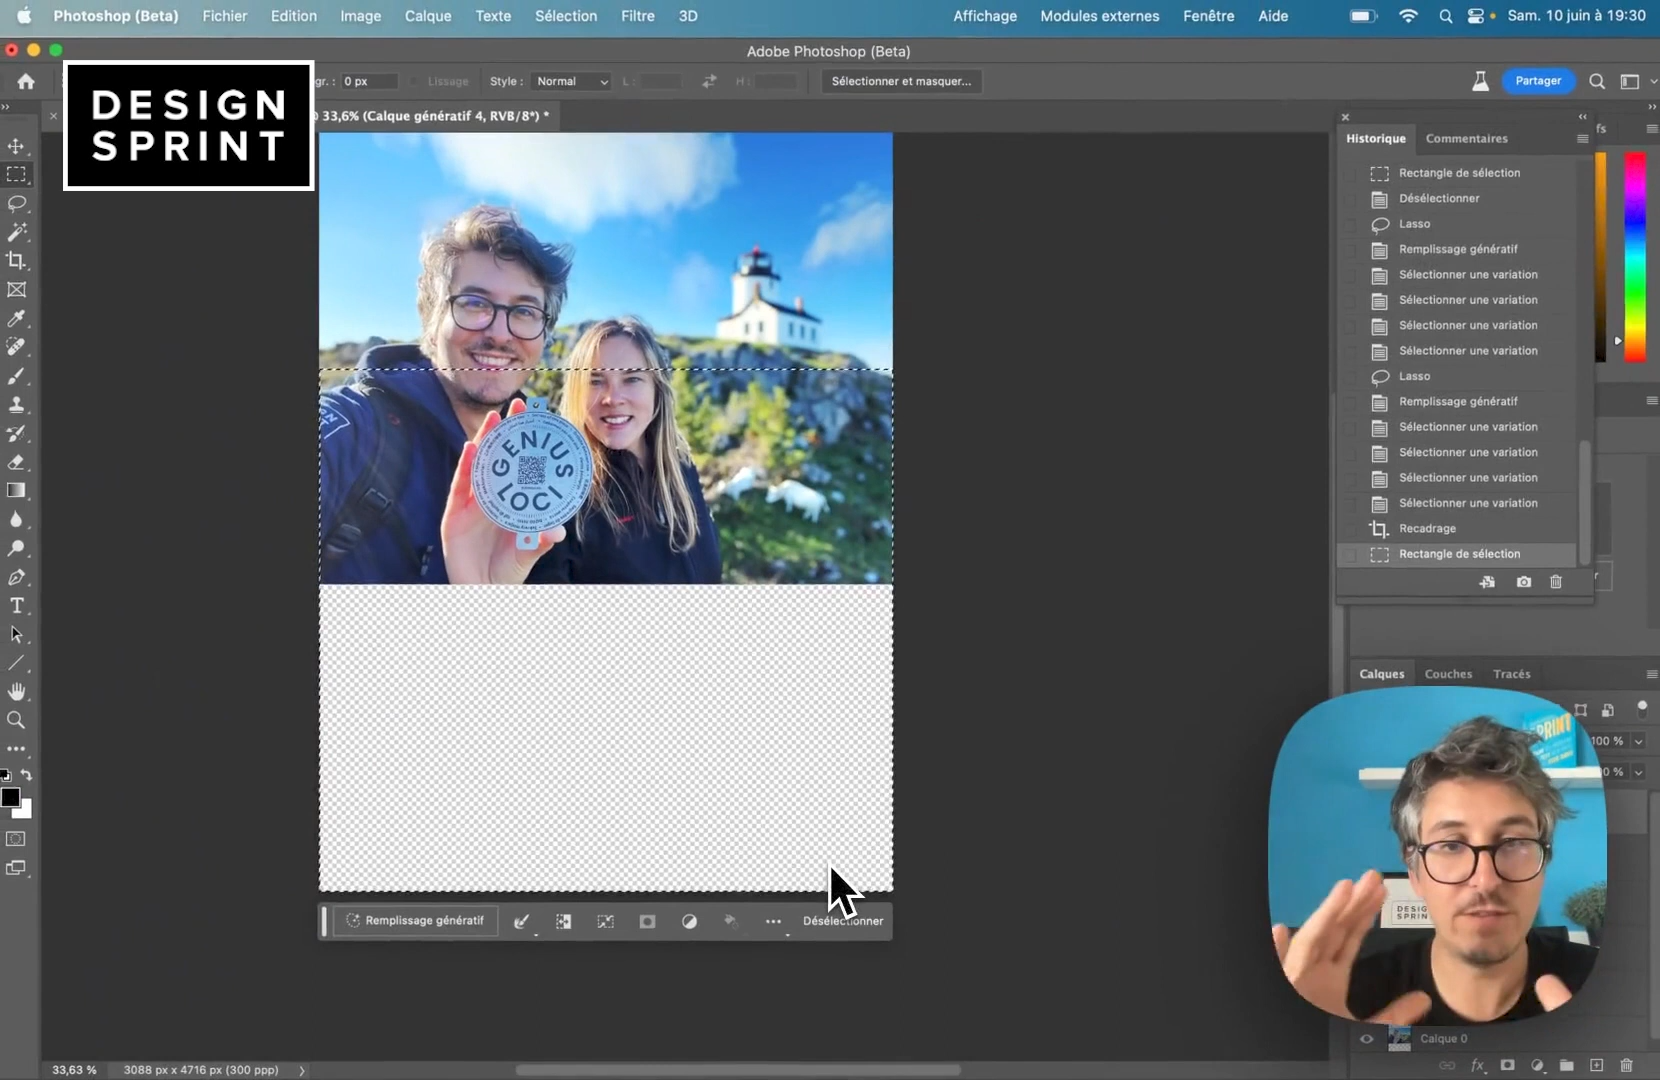 Photoshop (Beta) Fichier Edition Image Calque Texte Sélection Filtre 3D Affichage Modules externes Fenêtre Aide Sam. 10 juin à 19:30
Adobe Photoshop (Beta)
gr. : 0 px Lissage Style : Normal L : H : Sélectionner et masquer... Partager
DESIGN
SPRINT
33,6% (Calque génératif 4, RVB/8*) *
Historique Commentaires
Rectangle de sélection
Désélectionner
Lasso
Remplissage génératif
Sélectionner une variation
Sélectionner une variation
Sélectionner une variation
Sélectionner une variation
Lasso
Remplissage génératif
Sélectionner une variation
Sélectionner une variation
Sélectionner une variation
Sélectionner une variation
Recadrage
Rectangle de sélection
GENIUS
LOCI
Calques Couches Tracés
100 %
Remplissage génératif Désélectionner
DESIGN
SPRINT
Calque 0
33,63 % 3088 px x 4716 px (300 ppp)